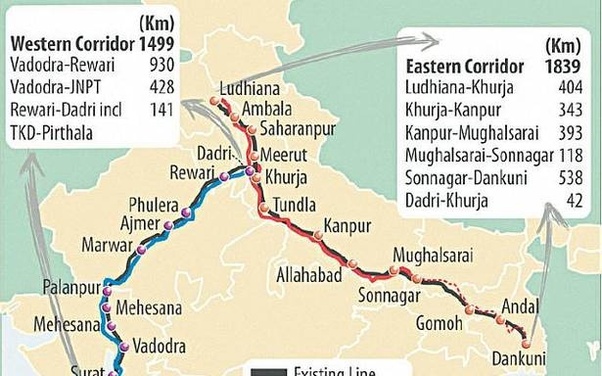 (Km)
Western Corridor 1499
Vadodra-Rewari 930
Vadodra-JNPT 428
Rewari-Dadri incl 141
TKD-Pirthala
(Km)
Eastern Corridor 1839
Ludhiana-Khurja 404
Khurja-Kanpur 343
Kanpur-Mughalsarai 393
Mughalsarai-Sonnagar 118
Sonnagar-Dankuni 538
Dadri-Khurja 42
Ludhiana
Ambala
Saharanpur
Dadri
Meerut
Rewari
Khurja
Phulera
Tundla
Ajmer
Kanpur
Marwar
Mughalsarai
Allahabad
Palanpur
Sonnagar
Mehesana
Andal
Mehesana
Gomoh
Vadodra
Dankuni
Surat
Existing Line